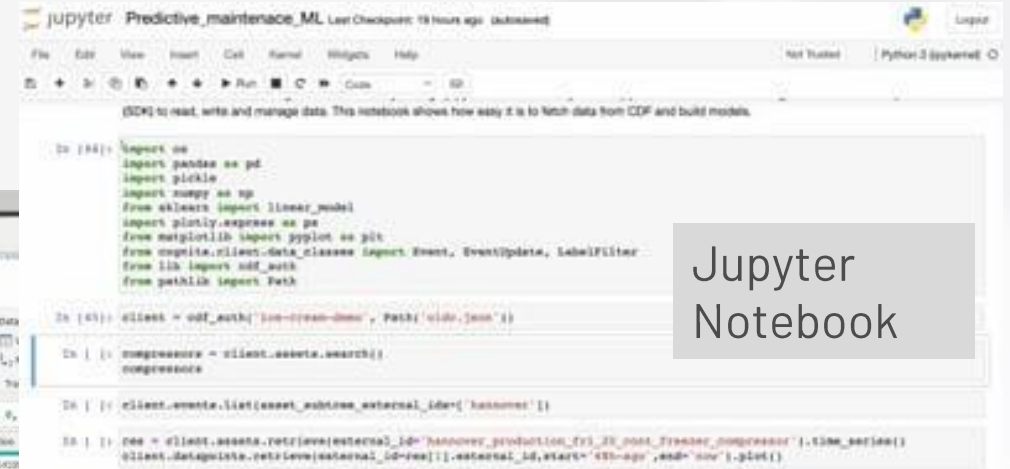 jupyter Predictive_maintenace_ML Last Checkpoint: 19 hours ago (autosaved)
Logout
File Edit View Insert Cell Kernel Widgets Help
Not Trusted Python 3 (ipykernel)
Run Code
(SDK) to read, write and manage data. This notebook shows how easy it is to fetch data from CDF and build models.
import os
import pandas as pd
import pickle
import numpy as np
from sklearn import linear_model
import plotly.express as px
from matplotlib import pyplot as plt
from cognite.client.data_classes import Event, EventUpdate, LabelFilter
from lib import cdf_auth
from pathlib import Path
Jupyter
Notebook
client = cdf_auth('ice-cream-demo', Path('oidc.json'))
In [ ]: compressors = client.assets.search()
compressors
In [ ]: client.events.list(asset_subtree_external_ids=['hannover'])
In [ ]: res = client.assets.retrieve(external_id='hannover_production_fri_20_cont_freezer_compressor').time_series()
client.datapoints.retrieve(external_id=res[1].external_id,start='48h-ago',end='now').plot()